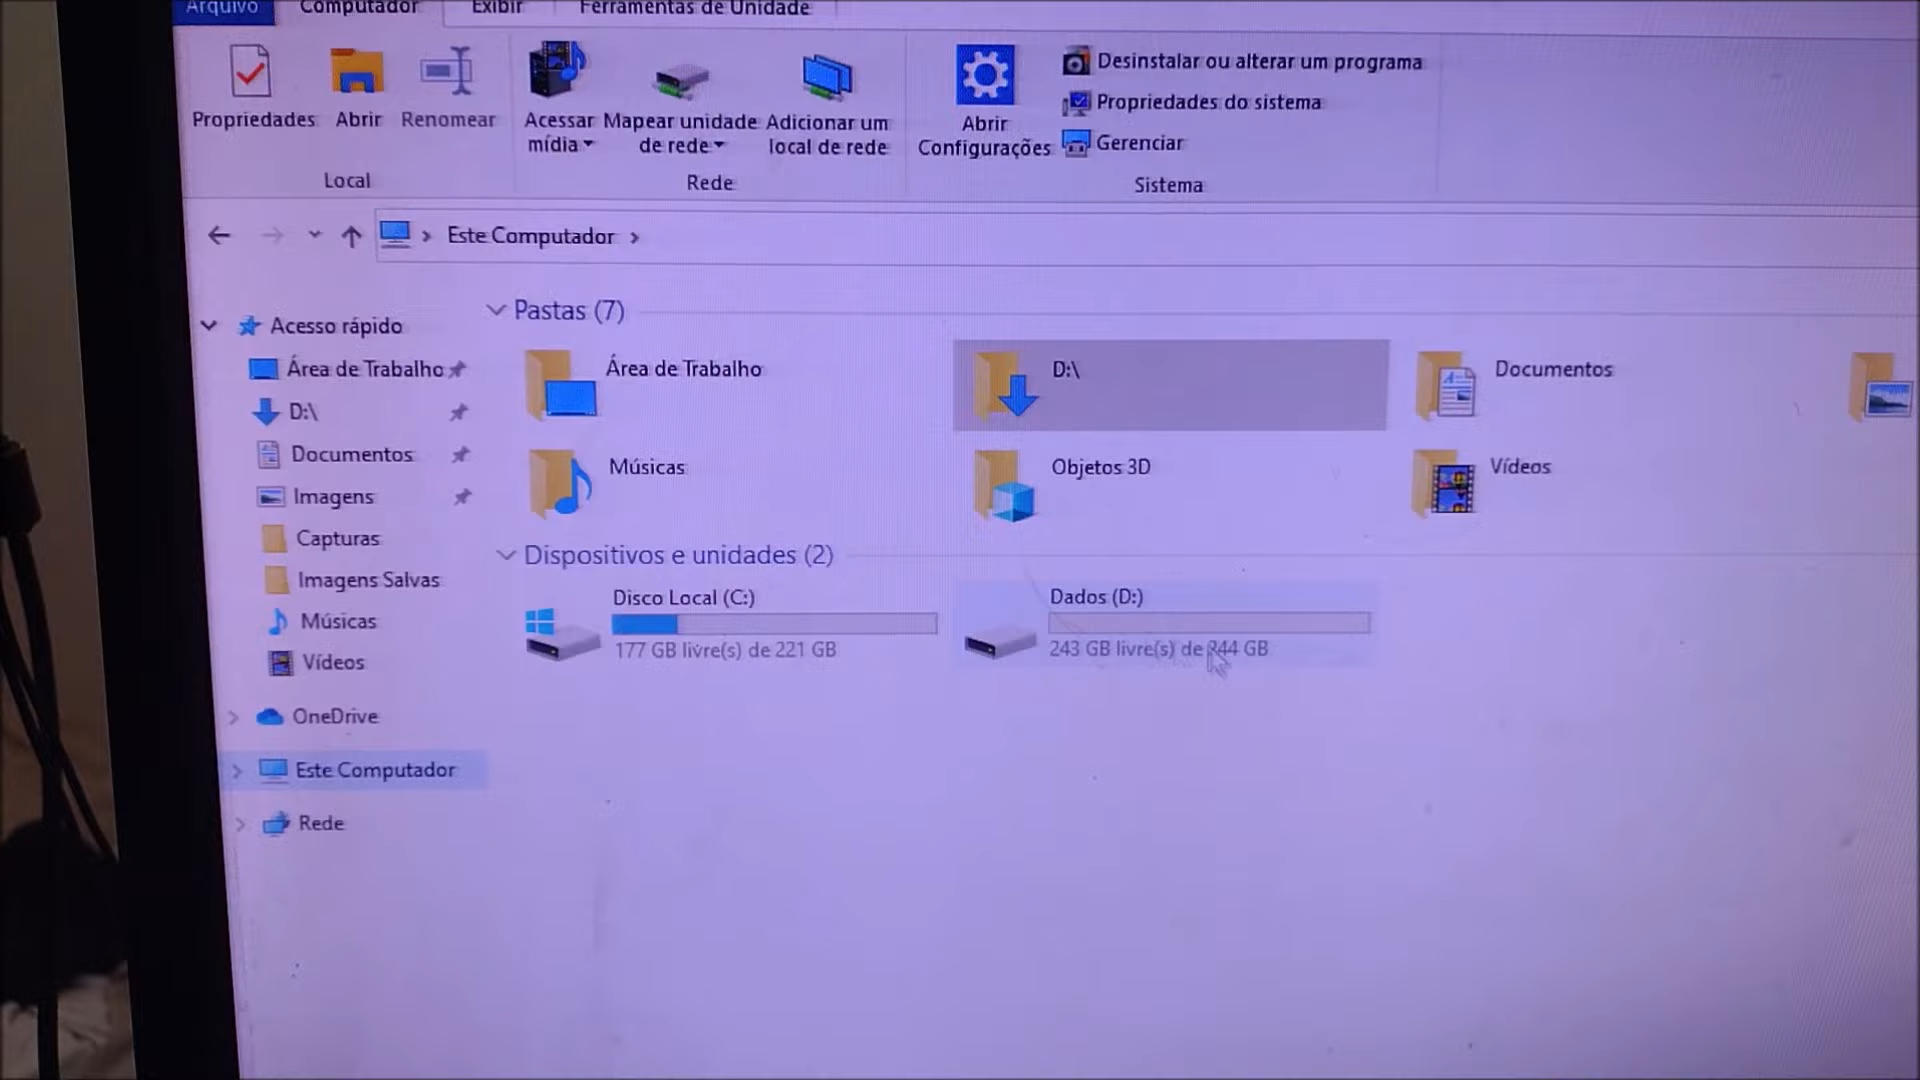 Arquivo
Computador
Exibir
Ferramentas de Unidade
Propriedades
Abrir
Renomear
Acessar
mídia
Mapear unidade
de rede
Adicionar um
local de rede
Abrir
Configurações
Desinstalar ou alterar um programa
Propriedades do sistema
Gerenciar
Local
Rede
Sistema
Este Computador
Acesso rápido
Área de Trabalho
D:\
Documentos
Imagens
Capturas
Imagens Salvas
Músicas
Vídeos
OneDrive
Este Computador
Rede
Pastas (7)
Área de Trabalho
D:\
Documentos
Músicas
Objetos 3D
Vídeos
Dispositivos e unidades (2)
Disco Local (C:)
177 GB livre(s) de 221 GB
Dados (D:)
243 GB livre(s) de 244 GB